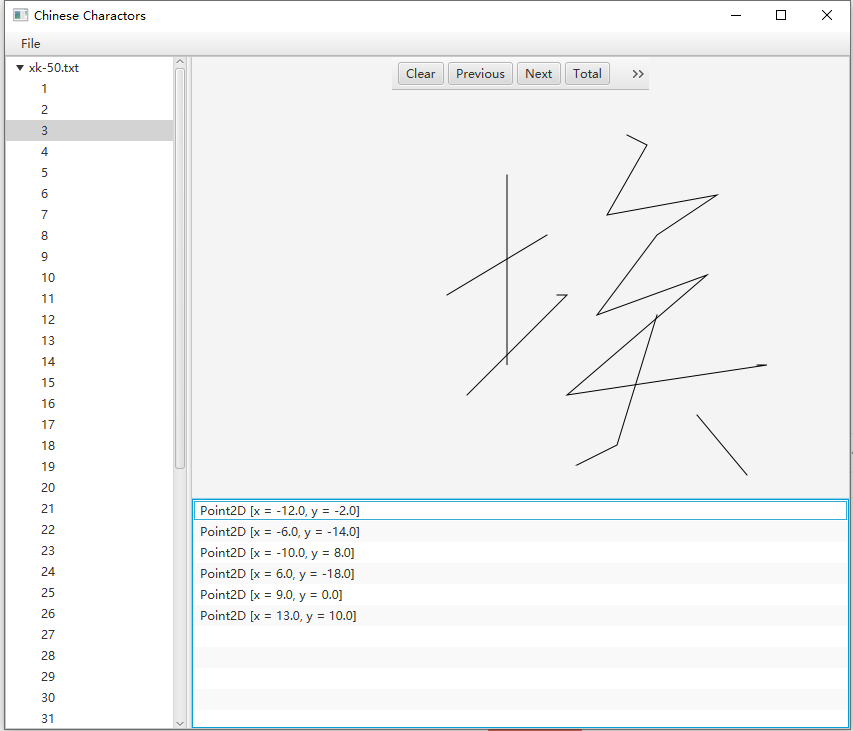 Chinese Charactors
File
xk-50.txt
1
2
3
4
5
6
7
8
9
10
11
12
13
14
15
16
17
18
19
20
21
22
23
24
25
26
27
28
29
30
31
Clear Previous Next Total >>
埃
Point2D [x = -12.0, y = -2.0]
Point2D [x = -6.0, y = -14.0]
Point2D [x = -10.0, y = 8.0]
Point2D [x = 6.0, y = -18.0]
Point2D [x = 9.0, y = 0.0]
Point2D [x = 13.0, y = 10.0]